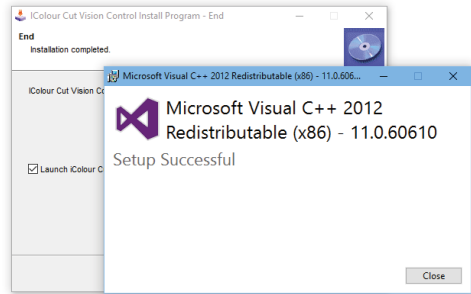 IColour Cut Vision Control Install Program - End
End
Installation completed.
IColour Cut Vision Co
Launch iColour C
Microsoft Visual C++ 2012 Redistributable (x86) - 11.0.606...
Microsoft Visual C++ 2012
Redistributable (x86) - 11.0.60610
Setup Successful
Close